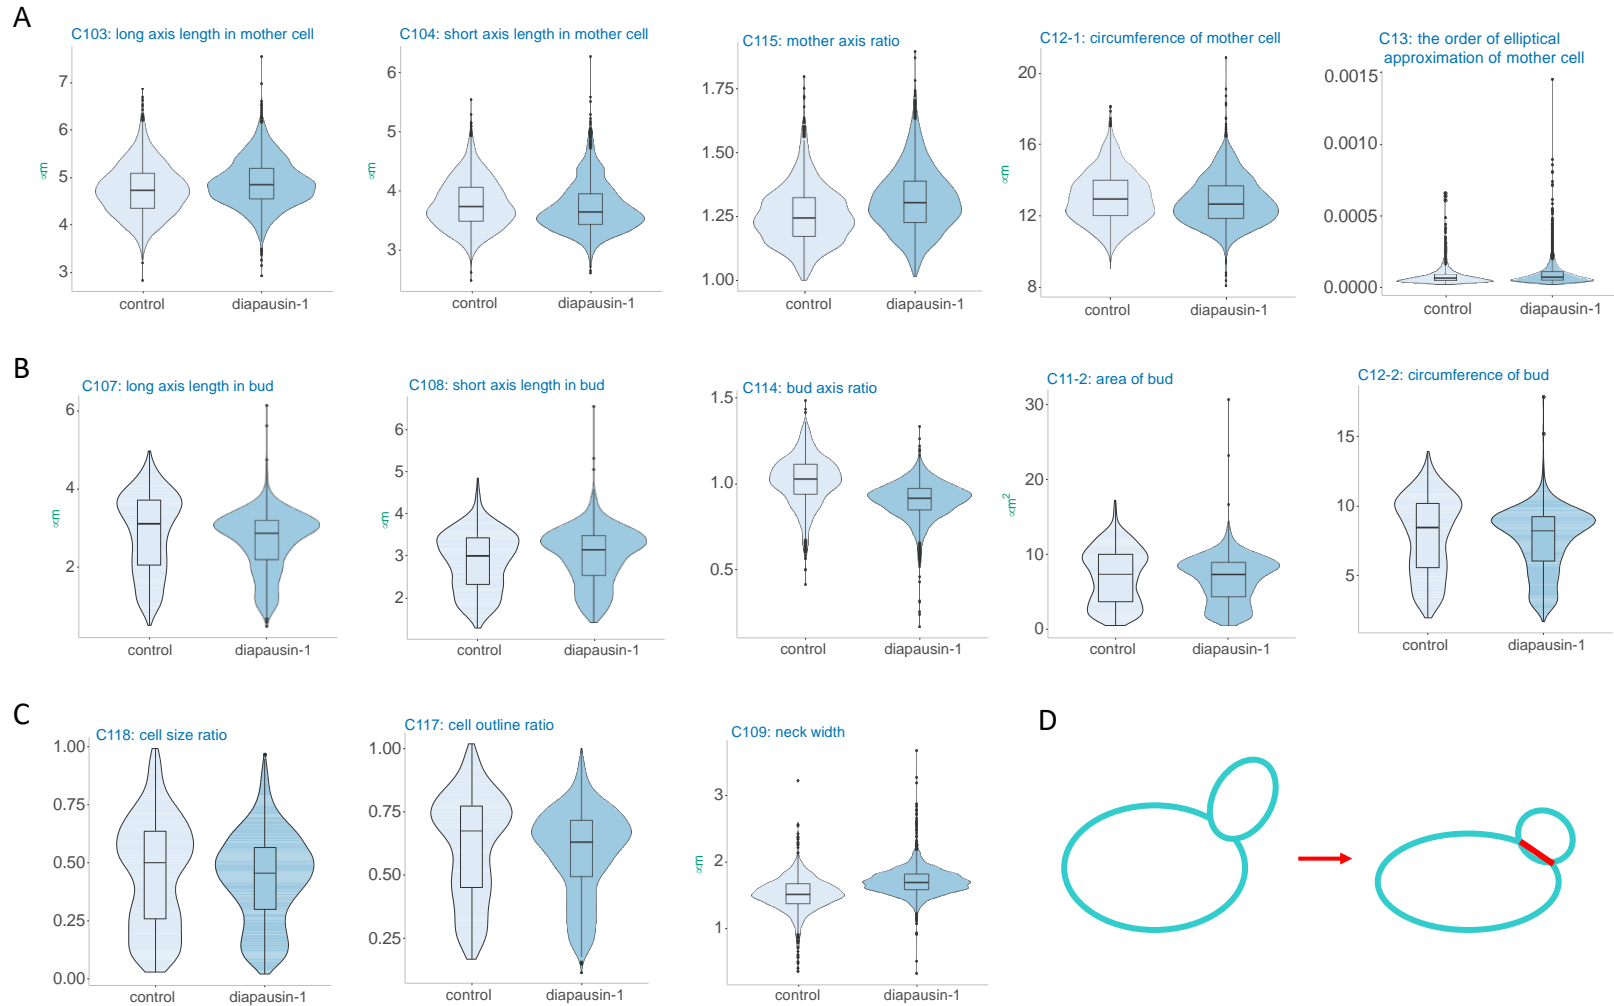 A
C103: long axis length in mother cell
7
6
5
4
3
∝m
control
diapausin-1
C104: short axis length in mother cell
6
5
4
3
∝m
control
diapausin-1
C115: mother axis ratio
1.75
1.50
1.25
1.00
control
diapausin-1
C12-1: circumference of mother cell
20
16
12
8
∝m
control
diapausin-1
C13: the order of elliptical
approximation of mother cell
0.0015
0.0010
0.0005
0.0000
control
diapausin-1
B
C107: long axis length in bud
6
4
2
∝m
control
diapausin-1
C108: short axis length in bud
6
5
4
3
2
∝m
control
diapausin-1
C114: bud axis ratio
1.5
1.0
0.5
control
diapausin-1
C11-2: area of bud
30
20
10
0
∝m²
control
diapausin-1
C12-2: circumference of bud
15
10
5
control
diapausin-1
C
C118: cell size ratio
1.00
0.75
0.50
0.25
0.00
control
diapausin-1
C117: cell outline ratio
1.00
0.75
0.50
0.25
control
diapausin-1
C109: neck width
3
2
1
∝m
control
diapausin-1
D